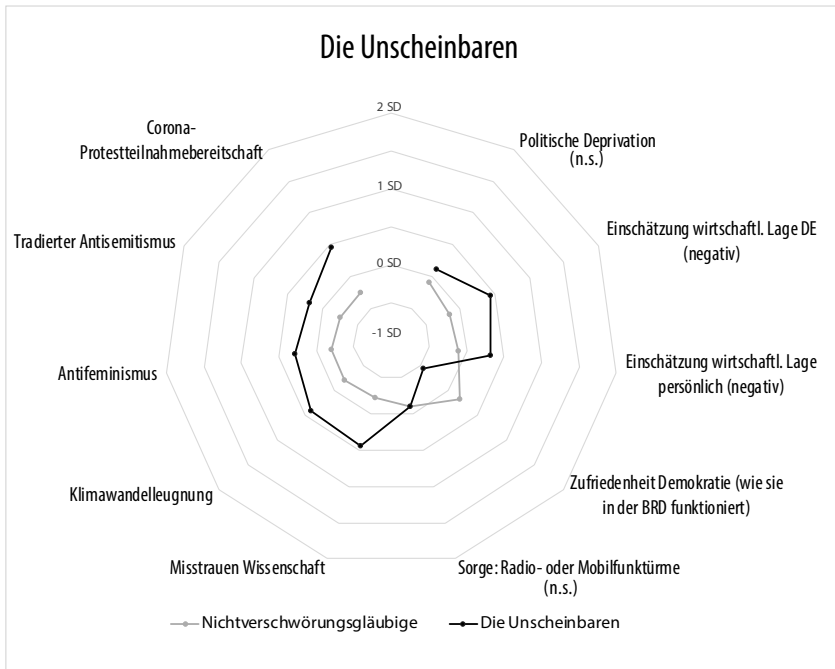 Die Unscheinbaren
2 SD
1 SD
0 SD
-1 SD
Politische Deprivation
(n.s.)
Einschätzung wirtschaftl. Lage DE
(negativ)
Einschätzung wirtschaftl. Lage
persönlich (negativ)
Zufriedenheit Demokratie (wie sie
in der BRD funktioniert)
Sorge: Radio- oder Mobilfunktürme
(n.s.)
Misstrauen Wissenschaft
Klimawandelleugnung
Antifeminismus
Tradierter Antisemitismus
Corona-
Protestteilnahmebereitschaft
Nichtverschwörungsgläubige
Die Unscheinbaren